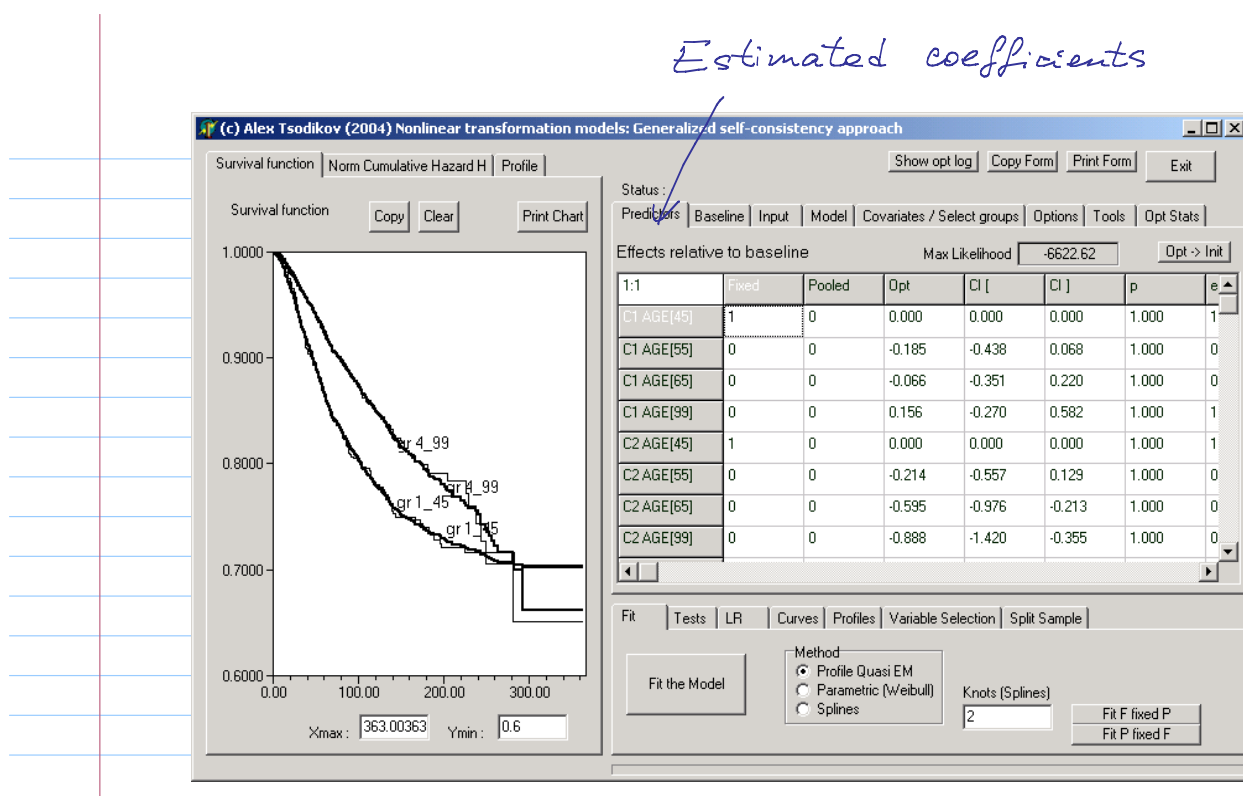 Estimated coefficients
(c) Alex Tsodikov (2004) Nonlinear transformation models: Generalized self-consistency approach
Survival function Norm Cumulative Hazard H Profile
Show opt log Copy Form Print Form Exit
Status :
Survival function Copy Clear Print Chart
Predictors Baseline Input Model Covariates / Select groups Options Tools Opt Stats
Effects relative to baseline Max Likelihood -6622.62 Opt -> Init
1:1 Fixed Pooled Opt CI [ CI ] p e
C1 AGE[45] 1 0 0.000 0.000 0.000 1.000 1
C1 AGE[55] 0 0 -0.185 -0.438 0.068 1.000 0
C1 AGE[65] 0 0 -0.066 -0.351 0.220 1.000 0
C1 AGE[99] 0 0 0.156 -0.270 0.582 1.000 1
C2 AGE[45] 1 0 0.000 0.000 0.000 1.000 1
C2 AGE[55] 0 0 -0.214 -0.557 0.129 1.000 0
C2 AGE[65] 0 0 -0.595 -0.976 -0.213 1.000 0
C2 AGE[99] 0 0 -0.888 -1.420 -0.355 1.000 0
1.0000
0.9000
0.8000
0.7000
0.6000
gr 4_99
gr 4_99
gr 1_45
gr 1_45
0.00 100.00 200.00 300.00
Xmax : 363.00363 Ymin : 0.6
Fit Tests LR Curves Profiles Variable Selection Split Sample
Fit the Model
Method
Profile Quasi EM
Parametric (Weibull)
Splines
Knots (Splines)
2
Fit F fixed P
Fit P fixed F